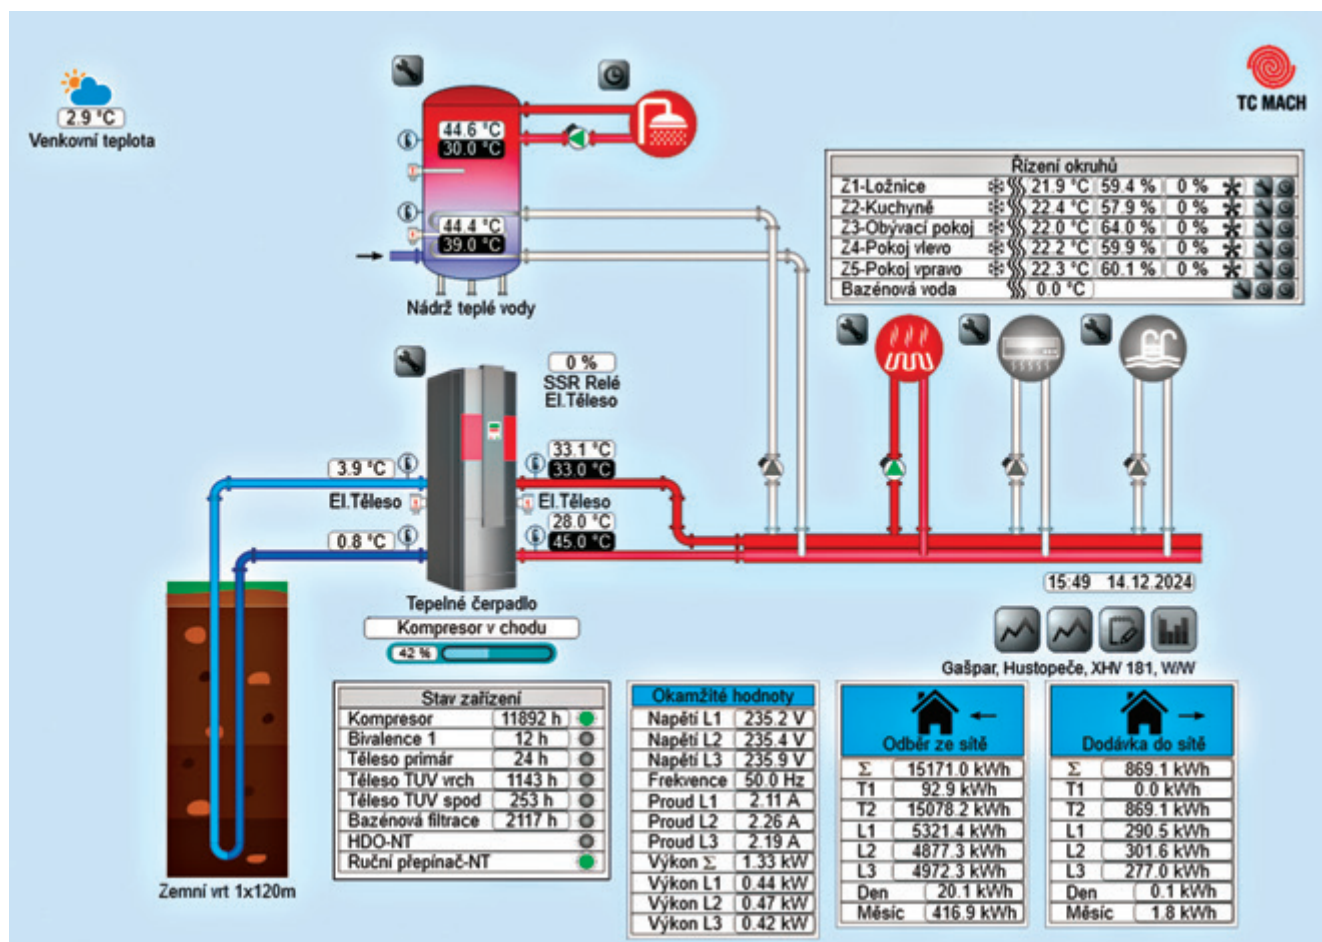 2.9 °C
Venkovní teplota
TC MACH
44.6 °C
30.0 °C
44.4 °C
39.0 °C
Nádrž teplé vody
Řízení okruhů
Z1-Ložnice 21.9 °C 59.4 % 0 %
Z2-Kuchyně 22.4 °C 57.9 % 0 %
Z3-Obývací pokoj 22.0 °C 64.0 % 0 %
Z4-Pokoj vlevo 22.2 °C 59.9 % 0 %
Z5-Pokoj vpravo 22.3 °C 60.1 % 0 %
Bazénová voda 0.0 °C
0 %
SSR Relé
El.Těleso
3.9 °C
El.Těleso
0.8 °C
33.1 °C
33.0 °C
El.Těleso
28.0 °C
45.0 °C
Tepelné čerpadlo
Kompresor v chodu
42 %
Zemní vrt 1x120m
15:49 14.12.2024
Gašpar, Hustopeče, XHV 181, W/W
Stav zařízení
Kompresor 11892 h
Bivalence 1 12 h
Těleso primár 24 h
Těleso TUV vrch 1143 h
Těleso TUV spod 253 h
Bazénová filtrace 2117 h
HDO-NT
Ruční přepínač-NT
Okamžité hodnoty
Napětí L1 235.2 V
Napětí L2 235.4 V
Napětí L3 235.9 V
Frekvence 50.0 Hz
Proud L1 2.11 A
Proud L2 2.26 A
Proud L3 2.19 A
Výkon Σ 1.33 kW
Výkon L1 0.44 kW
Výkon L2 0.47 kW
Výkon L3 0.42 kW
Odběr ze sítě
Σ 15171.0 kWh
T1 92.9 kWh
T2 15078.2 kWh
L1 5321.4 kWh
L2 4877.3 kWh
L3 4972.3 kWh
Den 20.1 kWh
Měsíc 416.9 kWh
Dodávka do sítě
Σ 869.1 kWh
T1 0.0 kWh
T2 869.1 kWh
L1 290.5 kWh
L2 301.6 kWh
L3 277.0 kWh
Den 0.1 kWh
Měsíc 1.8 kWh